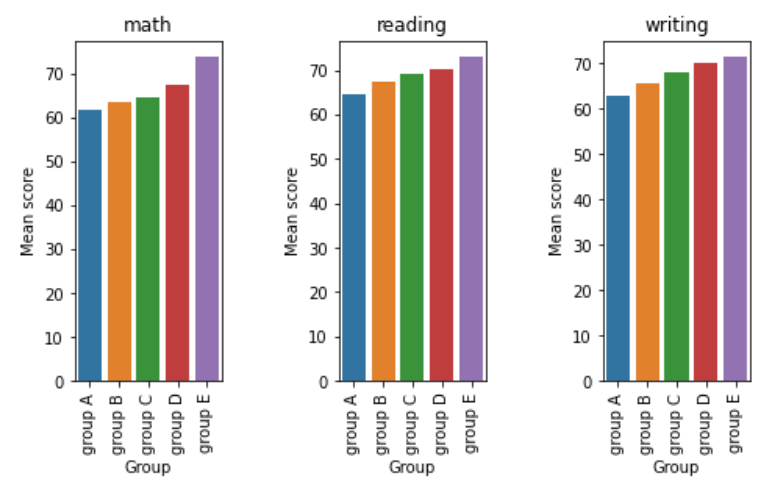 math
Mean score
70
60
50
40
30
20
10
0
group A
group B
group C
group D
group E
Group
reading
Mean score
70
60
50
40
30
20
10
0
group A
group B
group C
group D
group E
Group
writing
Mean score
70
60
50
40
30
20
10
0
group A
group B
group C
group D
group E
Group